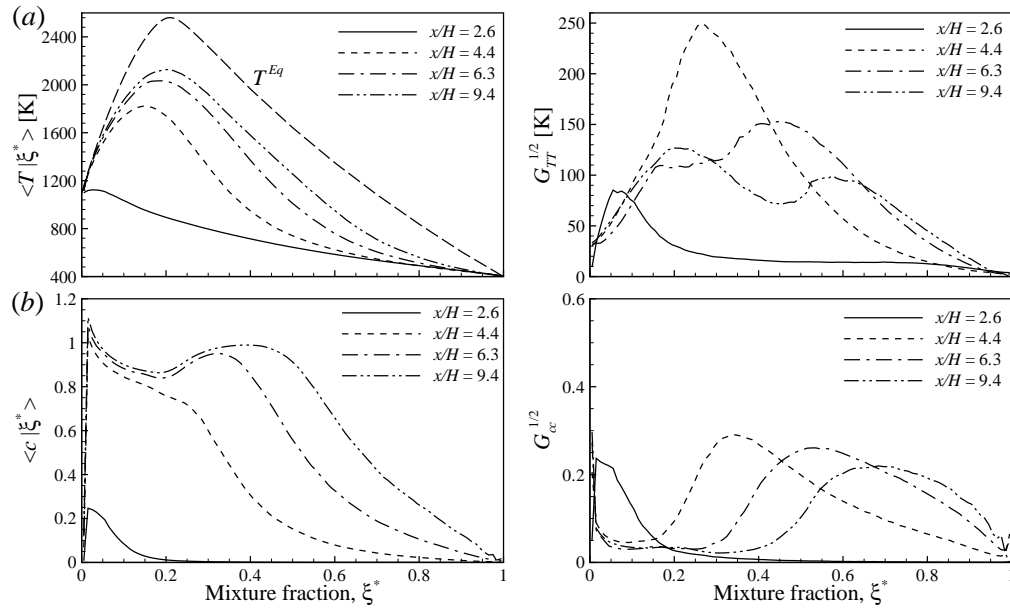 (a)
<T|ξ*> [K]
2400
2000
1600
1200
800
400
T^Eq
x/H = 2.6
x/H = 4.4
x/H = 6.3
x/H = 9.4
G_TT^1/2 [K]
250
200
150
100
50
0
x/H = 2.6
x/H = 4.4
x/H = 6.3
x/H = 9.4
(b)
<c|ξ*>
1.2
1
0.8
0.6
0.4
0.2
0
x/H = 2.6
x/H = 4.4
x/H = 6.3
x/H = 9.4
0 0.2 0.4 0.6 0.8 1
Mixture fraction, ξ*
G_cc^1/2
0.6
0.4
0.2
0
x/H = 2.6
x/H = 4.4
x/H = 6.3
x/H = 9.4
0 0.2 0.4 0.6 0.8 1
Mixture fraction, ξ*